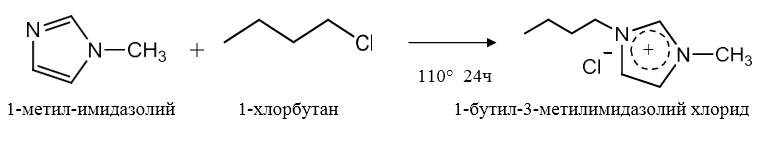 N
N
CH₃
+
Cl
110° 24ч
N
+
N
CH₃
Cl⁻
1-метил-имидазолий
1-хлорбутан
1-бутил-3-метилимидазолий хлорид